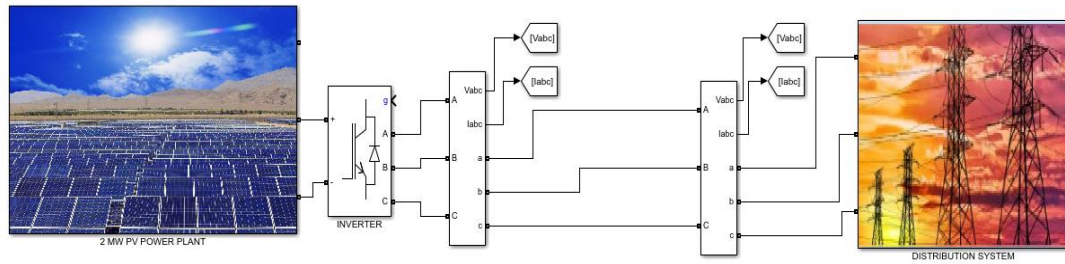 [Vabc]
[Iabc]
[Vabc]
[Iabc]
g
+
-
A
B
C
INVERTER
A
B
C
Vabc
Iabc
a
b
c
A
B
C
Vabc
Iabc
a
b
c
2 MW PV POWER PLANT
DISTRIBUTION SYSTEM